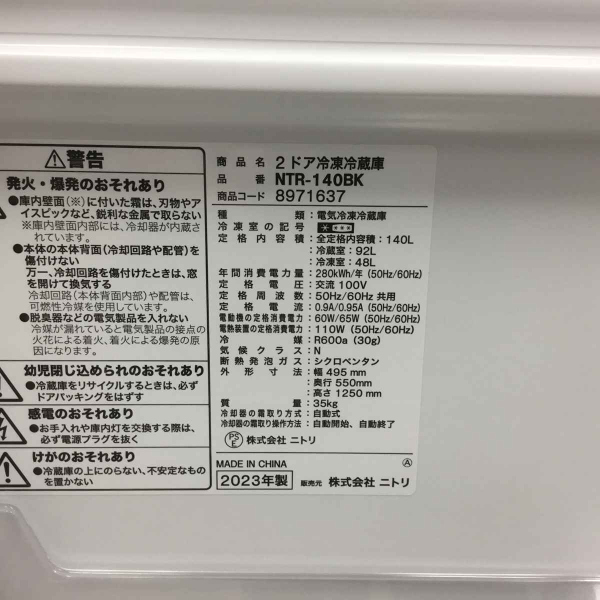 ⚠警告
発火・爆発のおそれあり
●庫内壁面(※)に付いた霜は、刃物やア
イスピックなど、鋭利な金属で取らない
※庫内壁面内部には、冷却器が内蔵さ
れています。
●本体の本体背面(冷却回路や配管)を
傷付けない
万一、冷却回路を傷付けたときは、窓
を開けて換気する
冷却回路(本体背面内部)や配管は、
可燃性冷媒を使用しています。
●脱臭器などの電気製品を入れない
冷媒が漏れていると電気製品の接点の
火花による着火、着火による爆発の原
因になります。
幼児閉じ込められのおそれあり
●冷蔵庫をリサイクルするときは、必ず
ドアパッキングをはずす
感電のおそれあり
●お手入れや庫内灯を交換する際は、
必ず電源プラグを抜く
けがのおそれあり
●冷蔵庫の上にのらない、不安定なもの
を置かない
商品名 2ドア冷凍冷蔵庫
品番 NTR-140BK
商品コード 8971637
種類:電気冷凍冷蔵庫
冷凍室の記号:
定格内容積:全定格内容積:140L
冷蔵室:92L
冷凍室:48L
年間消費電力量:280kWh/年(50Hz/60Hz)
定格電圧:交流 100V
定格周波数:50Hz/60Hz 共用
定格電流:0.9A/0.95A (50Hz/60Hz)
電動機の定格消費電力:60W/65W (50Hz/60Hz)
電熱装置の定格消費電力:110W (50Hz/60Hz)
冷媒:R600a (30g)
気候クラス:N
断熱発泡ガス:シクロペンタン
外形寸法:幅 495 mm
奥行 550mm
高さ 1250 mm
質量:35kg
冷却器の霜取り方式:自動式
冷却器の霜取り操作方法:自動開始、自動終了
PSE 株式会社 ニトリ
MADE IN CHINA Ⓐ
2023年製 販売元 株式会社 ニトリ